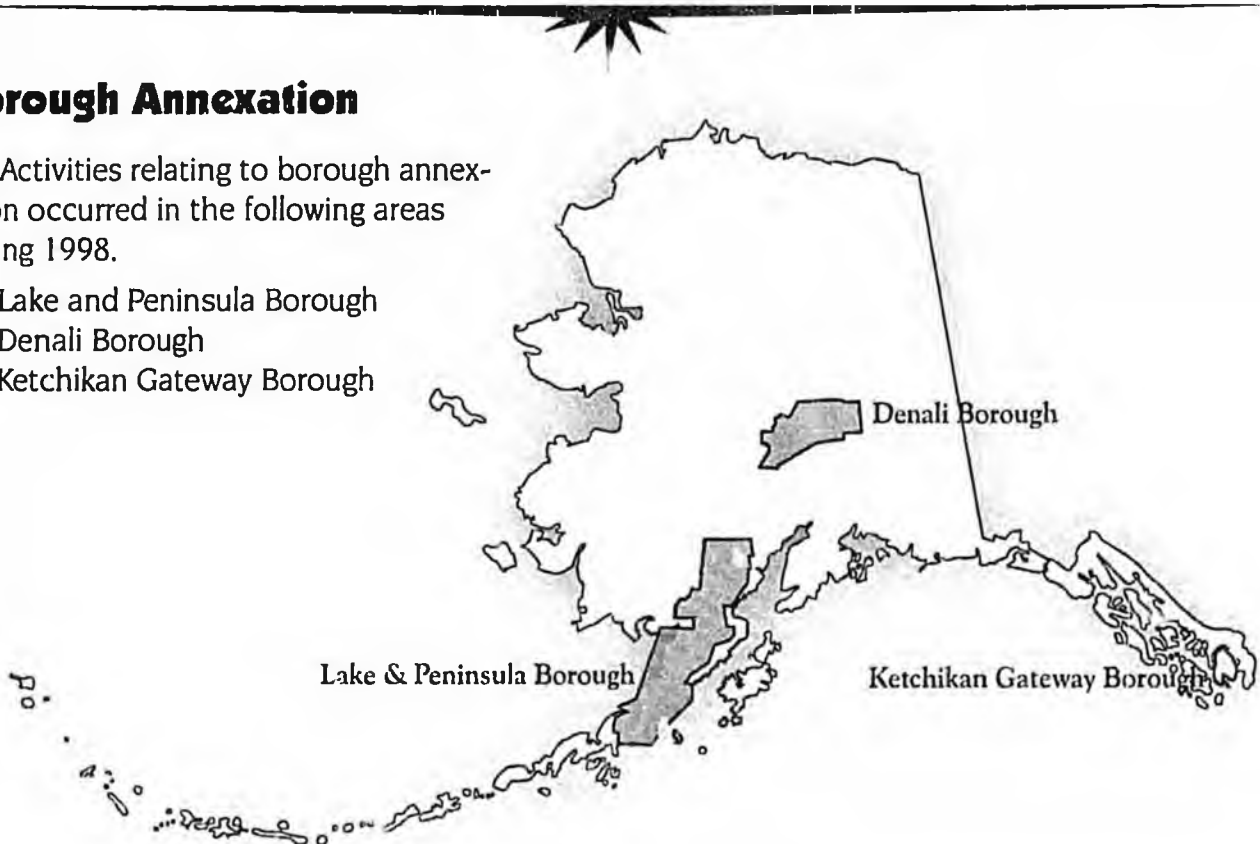 orough Annexation
Activities relating to borough annex-
on occurred in the following areas
ng 1998.
Lake and Peninsula Borough
Denali Borough
Ketchikan Gateway Borough
Denali Borough
Lake & Peninsula Borough
Ketchikan Gateway Borough